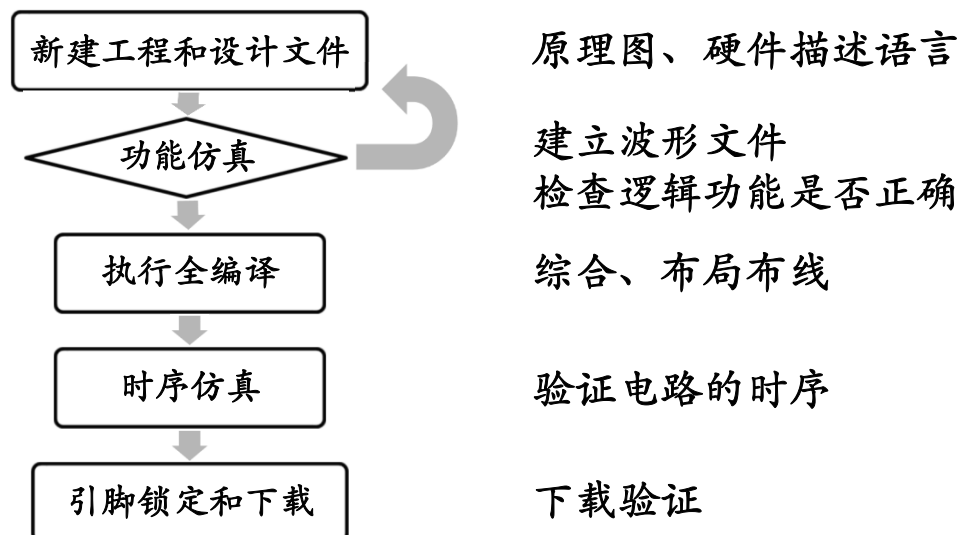 新建工程和设计文件
原理图、硬件描述语言
功能仿真
建立波形文件
检查逻辑功能是否正确
执行全编译
综合、布局布线
时序仿真
验证电路的时序
引脚锁定和下载
下载验证